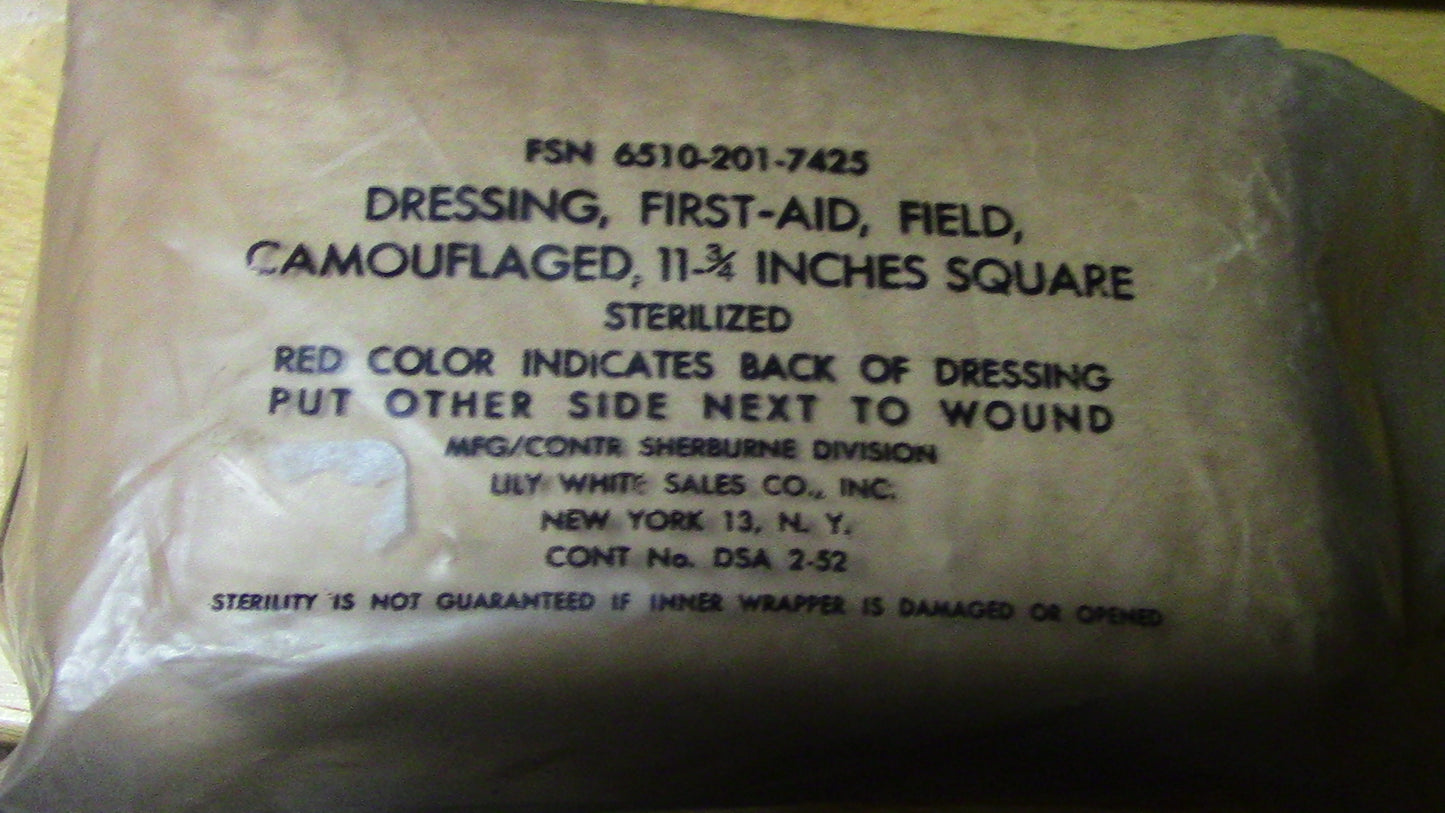 FSN 6510-201-7425
DRESSING, FIRST-AID, FIELD,
CAMOUFLAGED, 11-¾ INCHES SQUARE
STERILIZED
RED COLOR INDICATES BACK OF DRESSING
PUT OTHER SIDE NEXT TO WOUND
MFG/CONTR SHERBURNE DIVISION
LILY WHITE SALES CO., INC.
NEW YORK 13, N. Y.
CONT No. DSA 2-52
STERILITY IS NOT GUARANTEED IF INNER WRAPPER IS DAMAGED OR OPENED